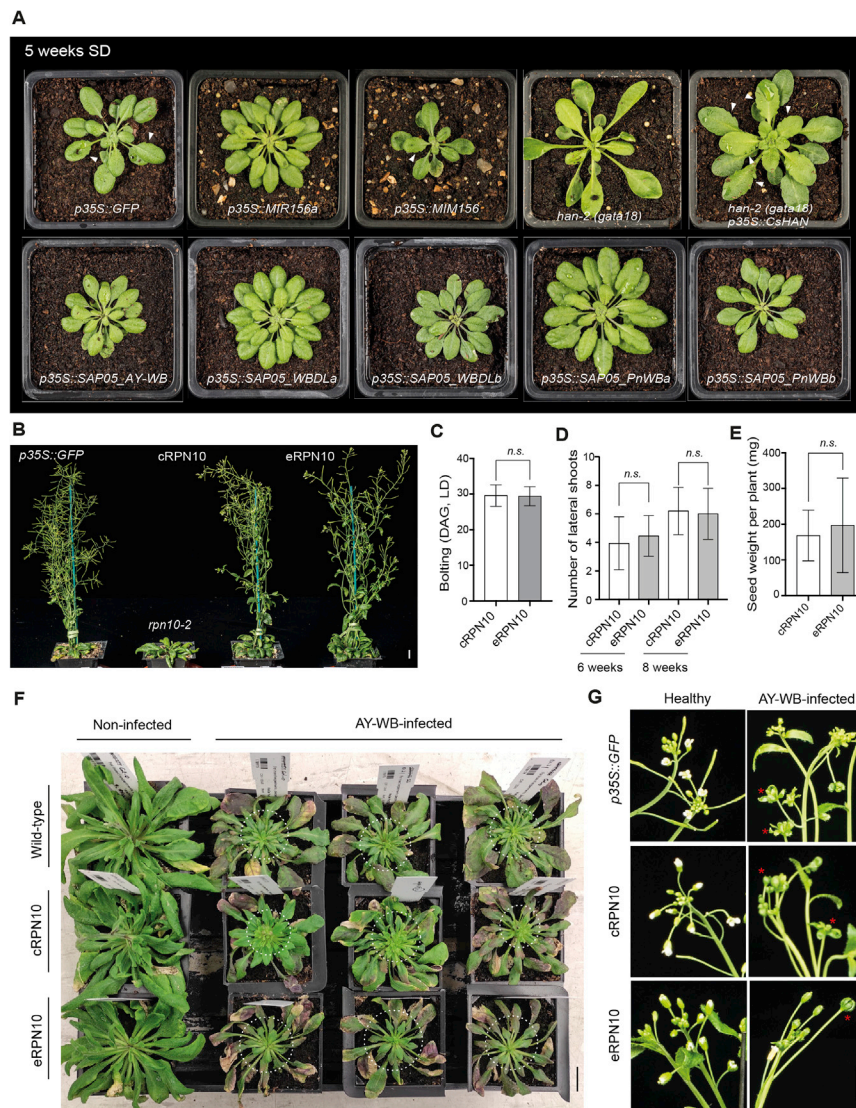 A
5 weeks SD
p35S::GFP
p35S::MIR156a
p35S::MIM156
han-2 (gata18)
han-2 (gata18)
p35S::CsHAN
p35S::SAP05_AY-WB
p35S::SAP05_WBDLa
p35S::SAP05_WBDLb
p35S::SAP05_PnWBa
p35S::SAP05_PnWBb
B
p35S::GFP
cRPN10
eRPN10
rpn10-2
C
n.s.
Bolting (DAG, LD)
40
30
20
10
0
cRPN10
eRPN10
D
n.s.
n.s.
Number of lateral shoots
10
8
6
4
2
0
cRPN10
eRPN10
cRPN10
eRPN10
6 weeks
8 weeks
E
n.s.
Seed weight per plant (mg)
400
300
200
100
0
cRPN10
eRPN10
F
Non-infected
AY-WB-infected
Wild-type
cRPN10
eRPN10
G
Healthy
AY-WB-infected
p35S::GFP
*
*
cRPN10
*
*
eRPN10
*